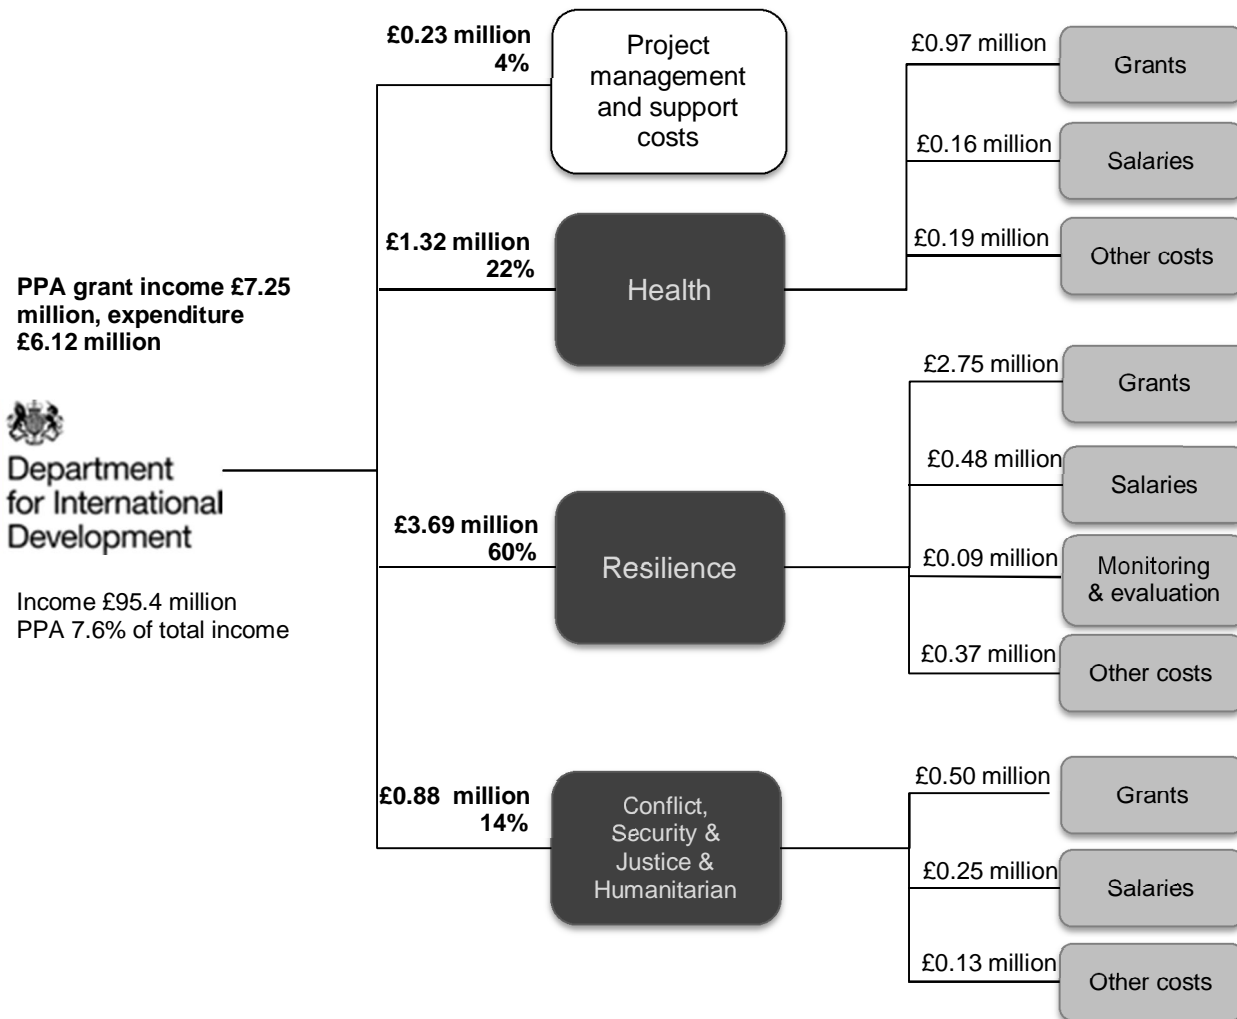 PPA grant income £7.25
million, expenditure
£6.12 million
Department
for International
Development
Income £95.4 million
PPA 7.6% of total income
£0.23 million
4%
Project
management
and support
costs
£1.32 million
22%
Health
£0.97 million
Grants
£0.16 million
Salaries
£0.19 million
Other costs
£3.69 million
60%
Resilience
£2.75 million
Grants
£0.48 million
Salaries
£0.09 million
Monitoring
& evaluation
£0.37 million
Other costs
£0.88 million
14%
Conflict,
Security &
Justice &
Humanitarian
£0.50 million
Grants
£0.25 million
Salaries
£0.13 million
Other costs